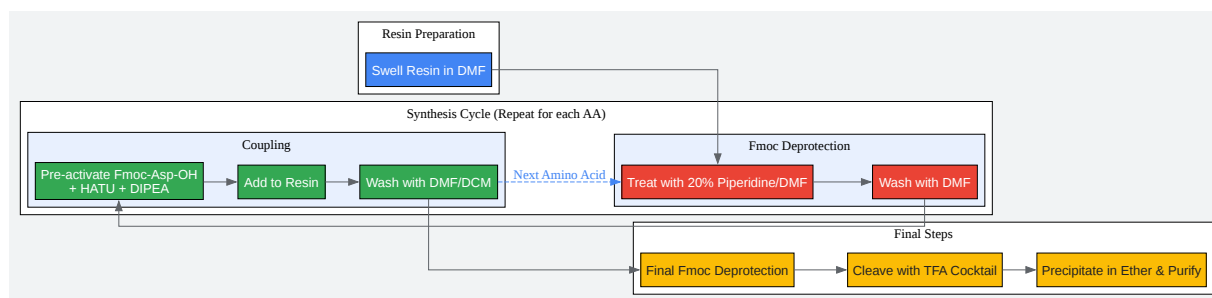 Resin Preparation
Swell Resin in DMF
Synthesis Cycle (Repeat for each AA)
Coupling
Pre-activate Fmoc-Asp-OH
+ HATU + DIPEA
Add to Resin
Wash with DMF/DCM
Next Amino Acid
Fmoc Deprotection
Treat with 20% Piperidine/DMF
Wash with DMF
Final Steps
Final Fmoc Deprotection
Cleave with TFA Cocktail
Precipitate in Ether & Purify